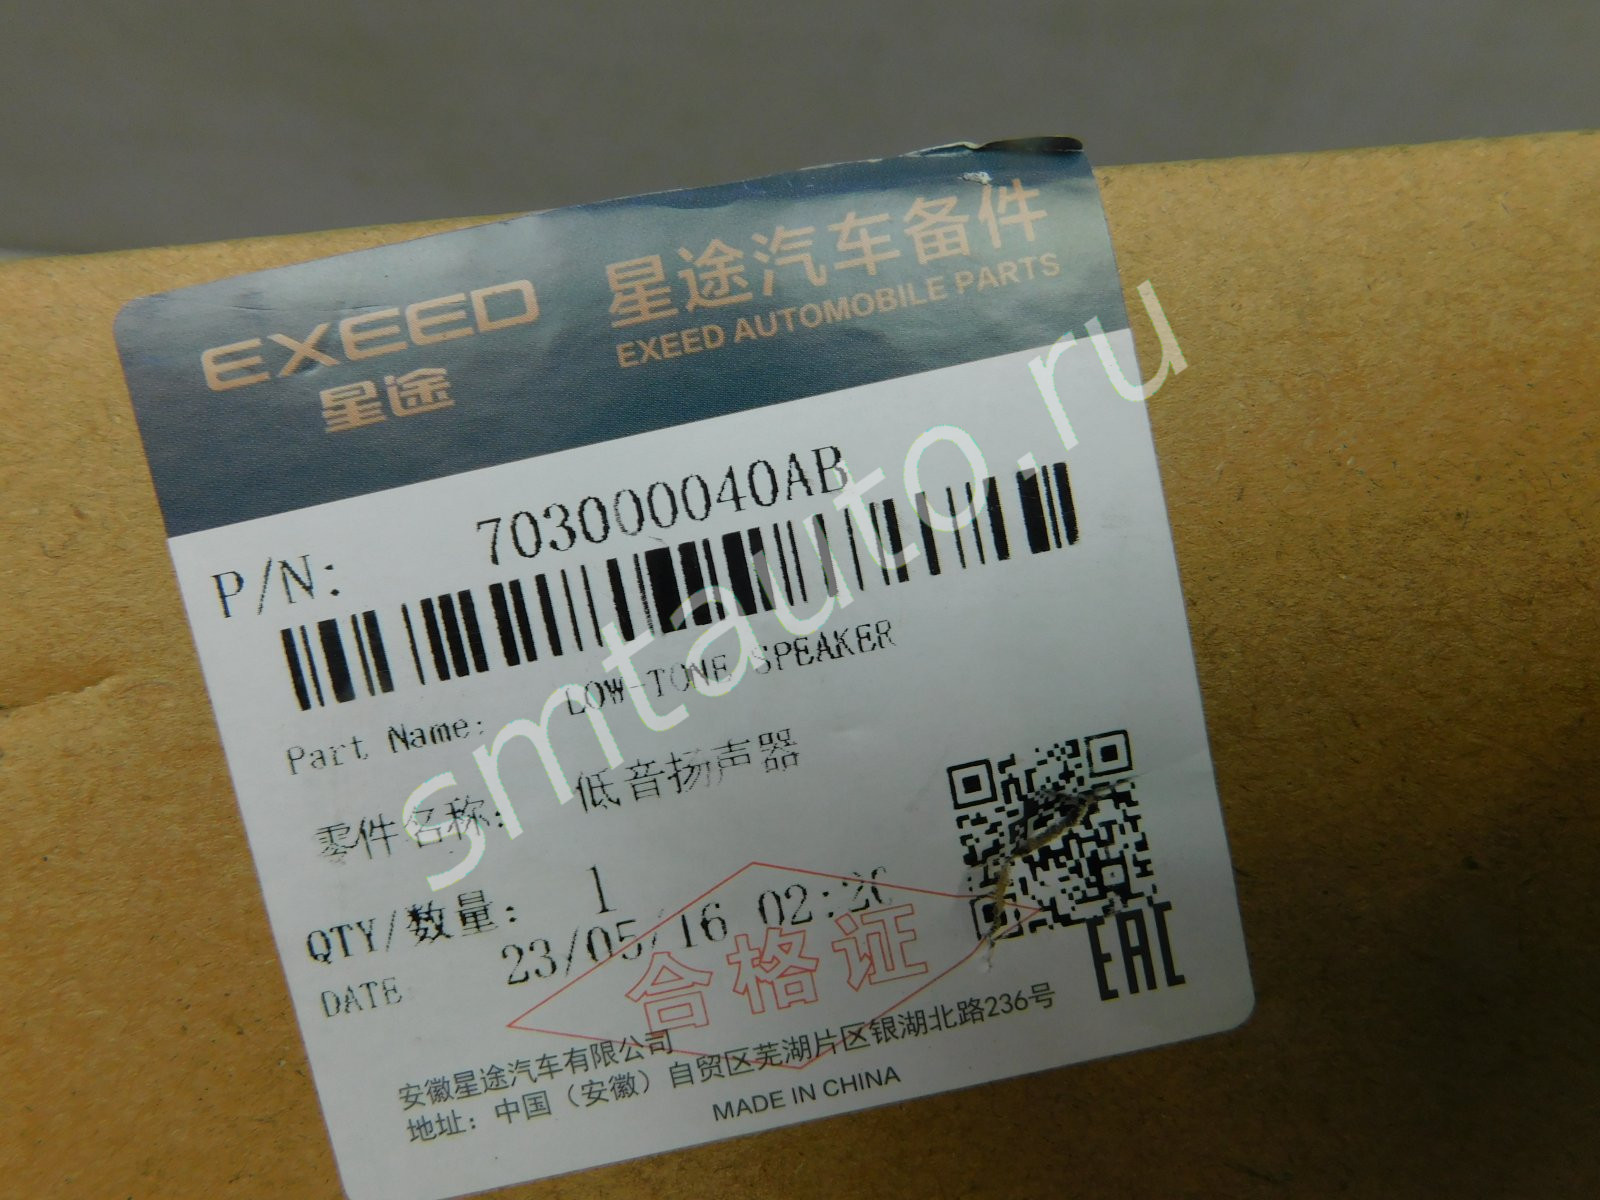 EXEED
星途
星途汽车备件
EXEED AUTOMOBILE PARTS
P/N: 703000040AB
Part Name: LOW-TONE SPEAKER
零件名称: 低音扬声器
QTY/数量: 1
DATE 23/05/16 02:20
合格证
EAC
安徽星途汽车有限公司
地址：中国（安徽）自贸区芜湖片区银湖北路236号
MADE IN CHINA
smtauto.ru